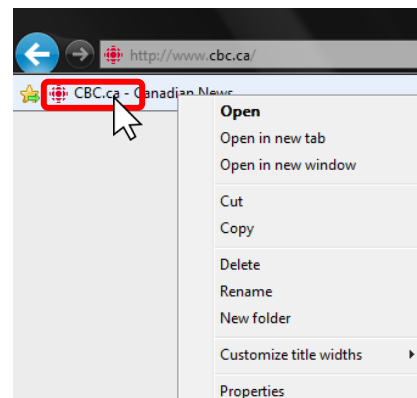 http://www.cbc.ca/
CBC.ca - Canadian News
Open
Open in new tab
Open in new window
Cut
Copy
Delete
Rename
New folder
Customize title widths
Properties